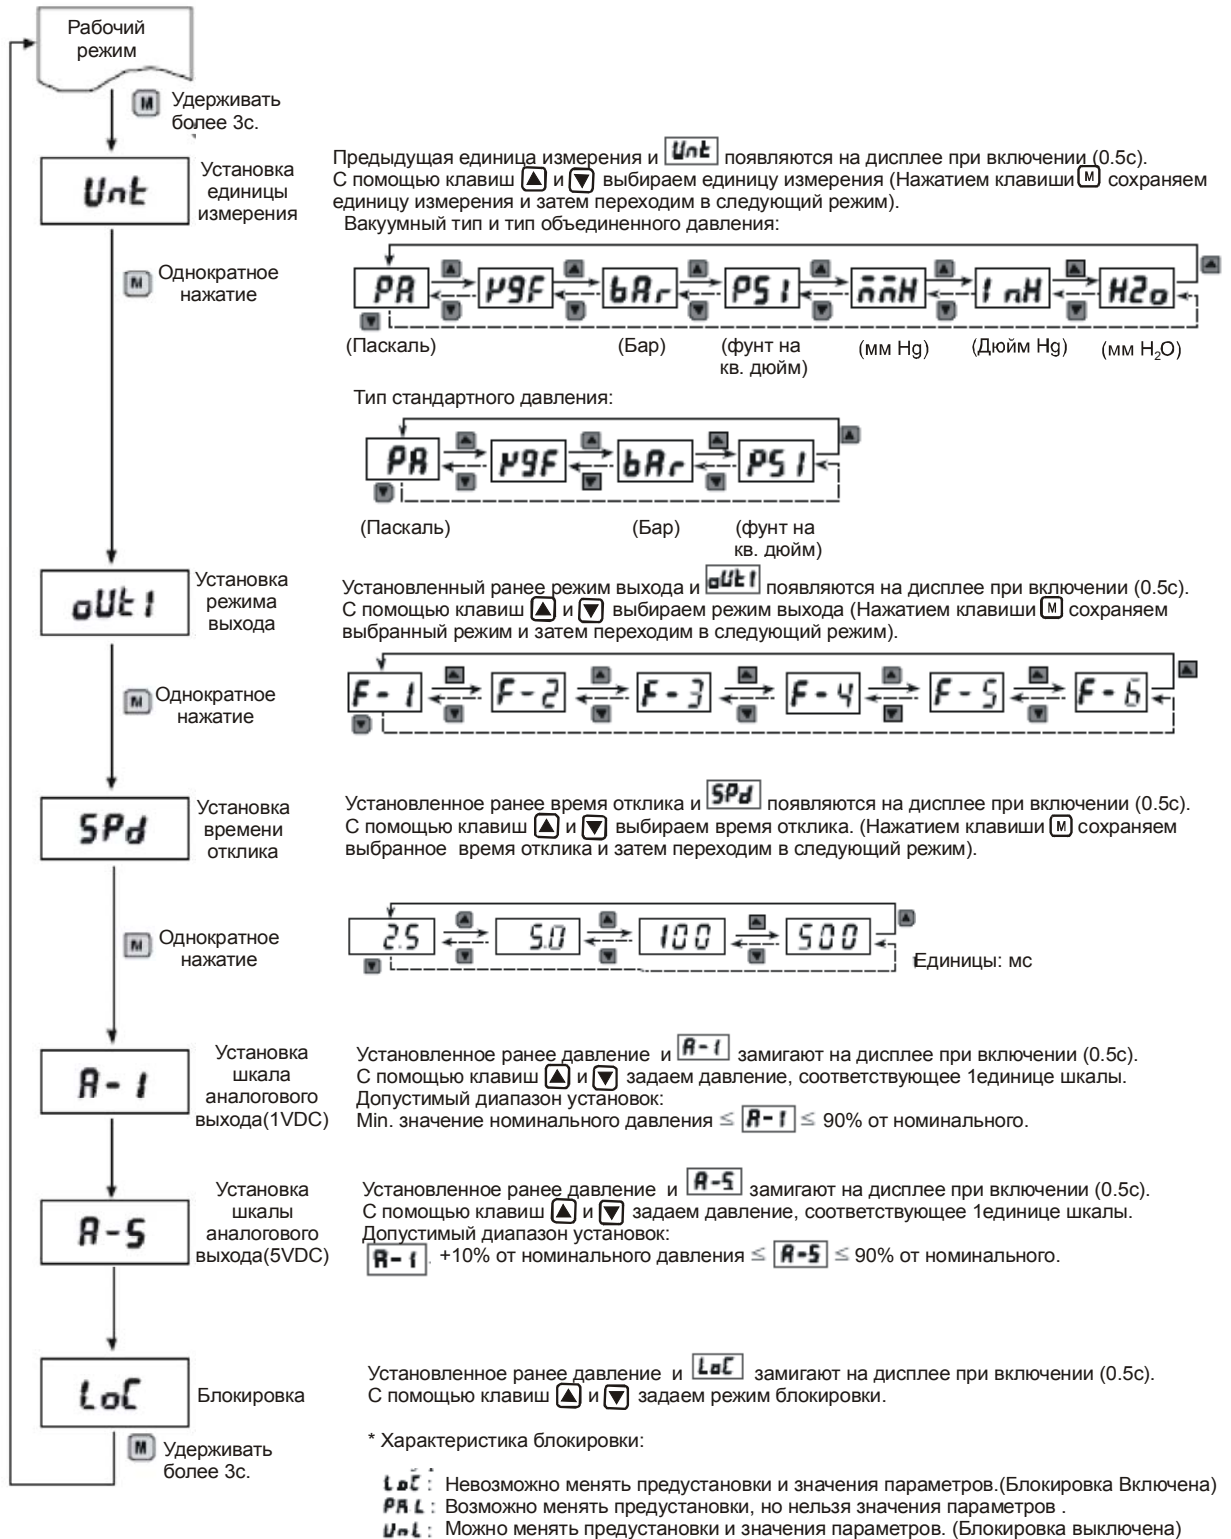 Рабочий
режим
M Удерживать
более 3с.
Unt
Установка
единицы
измерения
Предыдущая единица измерения и Unt появляются на дисплее при включении (0.5с).
С помощью клавиш ▲ и ▼ выбираем единицу измерения (Нажатием клавиши M сохраняем
единицу измерения и затем переходим в следующий режим).
Вакуумный тип и тип объединенного давления:
M Однократное
нажатие
PA bAr PSI H2o
(Паскаль) (Бар) (фунт на
кв. дюйм) (мм Hg) (Дюйм Hg) (мм H₂O)
Тип стандартного давления:
PA bAr PSI
(Паскаль) (Бар) (фунт на
кв. дюйм)
oUt1
Установка
режима
выхода
Установленный ранее режим выхода и oUt1 появляются на дисплее при включении (0.5с).
С помощью клавиш ▲ и ▼ выбираем режим выхода (Нажатием клавиши M сохраняем
выбранный режим и затем переходим в следующий режим).
M Однократное
нажатие
F-1 F-2 F-3 F-4 F-5 F-6
SPd
Установка
времени
отклика
Установленное ранее время отклика и SPd появляются на дисплее при включении (0.5с).
С помощью клавиш ▲ и ▼ выбираем время отклика. (Нажатием клавиши M сохраняем
выбранное время отклика и затем переходим в следующий режим).
M Однократное
нажатие
2.5 5.0 100 500
Единицы: мс
A-1
Установка
шкала
аналогового
выхода(1VDC)
Установленное ранее давление и A-1 замигают на дисплее при включении (0.5с).
С помощью клавиш ▲ и ▼ задаем давление, соответствующее 1единице шкалы.
Допустимый диапазон установок:
Min. значение номинального давления ≤ A-1 ≤ 90% от номинального.
A-5
Установка
шкалы
аналогового
выхода(5VDC)
Установленное ранее давление и A-5 замигают на дисплее при включении (0.5с).
С помощью клавиш ▲ и ▼ задаем давление, соответствующее 1единице шкалы.
Допустимый диапазон установок:
A-1. +10% от номинального давления ≤ A-5 ≤ 90% от номинального.
LoC
Блокировка
Установленное ранее давление и LoC замигают на дисплее при включении (0.5с).
С помощью клавиш ▲ и ▼ задаем режим блокировки.
M Удерживать
более 3с.
* Характеристика блокировки:
LoC : Невозможно менять предустановки и значения параметров.(Блокировка Включена)
PAL : Возможно менять предустановки, но нельзя значения параметров .
UnL : Можно менять предустановки и значения параметров. (Блокировка выключена)